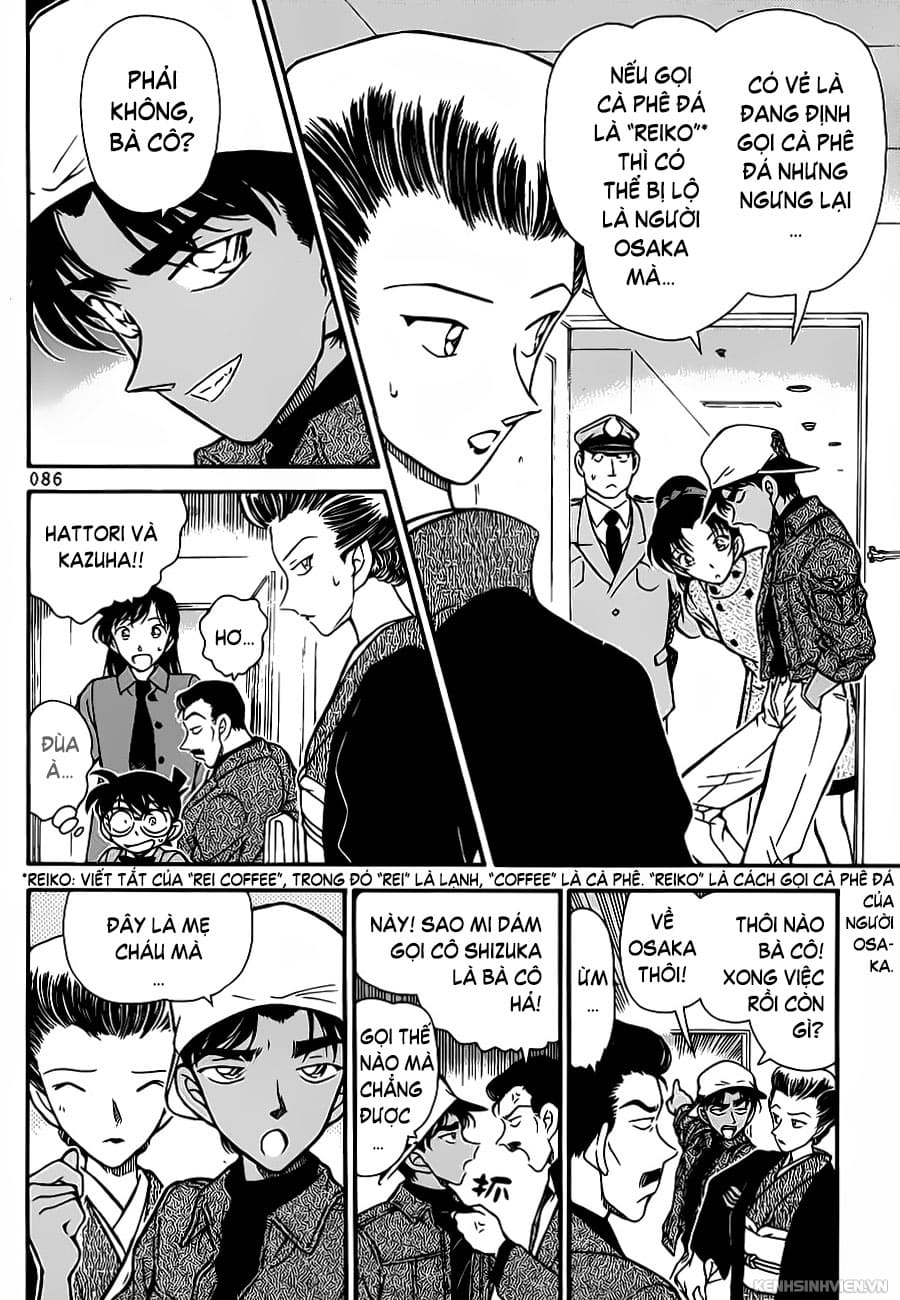 CÓ VẺ LÀ
ĐANG ĐỊNH
GỌI CÀ PHÊ
ĐÁ NHƯNG
NGƯNG LẠI
...
NẾU GỌI
CÀ PHÊ ĐÁ
LÀ "REIKO"*
THÌ CÓ
THỂ BỊ LỘ
LÀ NGƯỜI
OSAKA
MÀ...
PHẢI
KHÔNG,
BÀ CÔ?
086
HATTORI VÀ
KAZUHA!!
HƠ...
ĐÙA
À...
*REIKO: VIẾT TẮT CỦA "REI COFFEE", TRONG ĐÓ "REI" LÀ LẠNH, "COFFEE" LÀ CÀ PHÊ. "REIKO" LÀ CÁCH GỌI CÀ PHÊ ĐÁ
CỦA
NGƯỜI
OSA-
KA.
THÔI NÀO
BÀ CÔ!
XONG VIỆC
RỒI CÒN
GÌ?
VỀ
OSAKA
THÔI!
ỪM
...
NÀY! SAO MI DÁM
GỌI CÔ SHIZUKA
LÀ BÀ CÔ
HẢ!
GỌI THẾ
NÀO MÀ
CHẲNG
ĐƯỢC
...
抓
ĐÂY LÀ MẸ
CHÁU MÀ
...
KENHSINHVIEN.VN